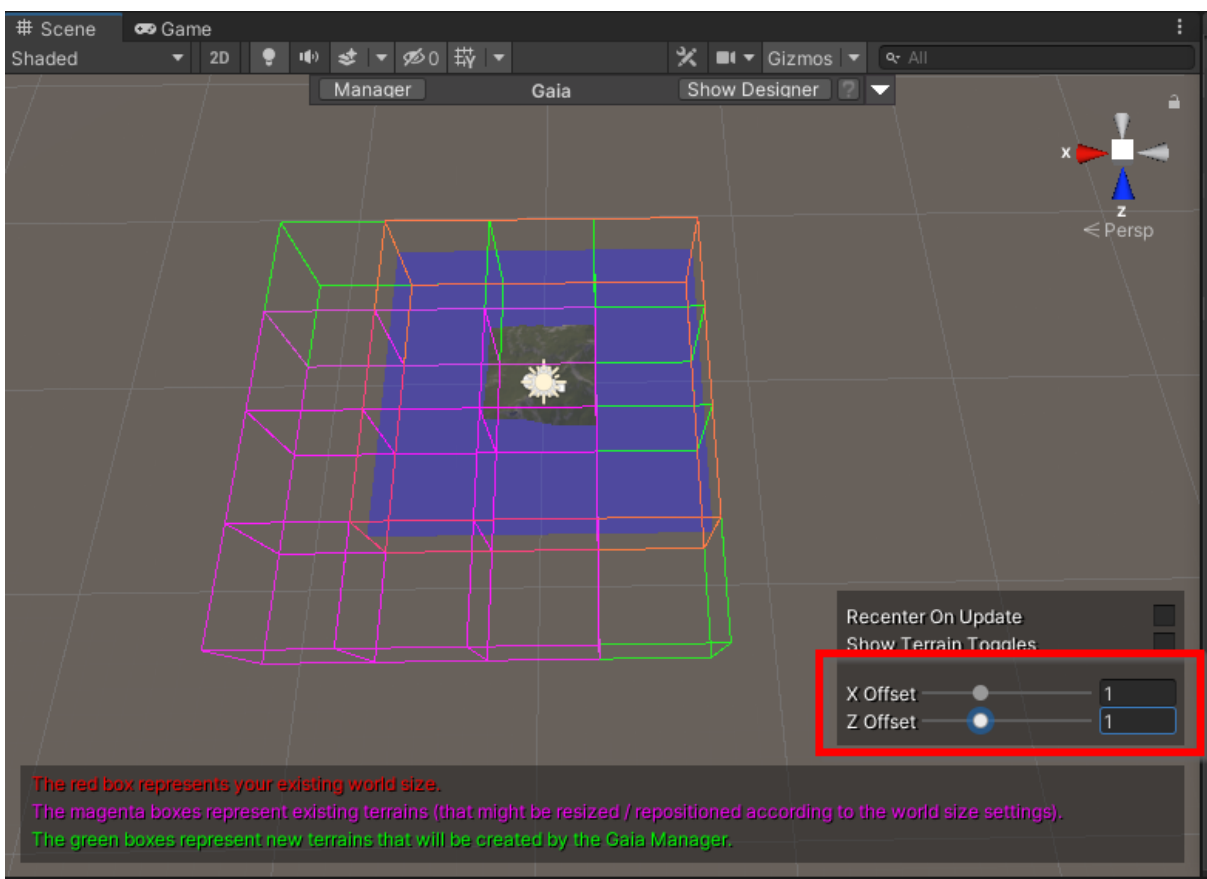 Scene Game
Shaded 2D 0 Gizmos All
Manager Gaia Show Designer ?
x
z
Persp
Recenter On Update
Show Terrain Toggles
X Offset 1
Z Offset 1
The red box represents your existing world size.
The magenta boxes represent existing terrains (that might be resized / repositioned according to the world size settings).
The green boxes represent new terrains that will be created by the Gaia Manager.